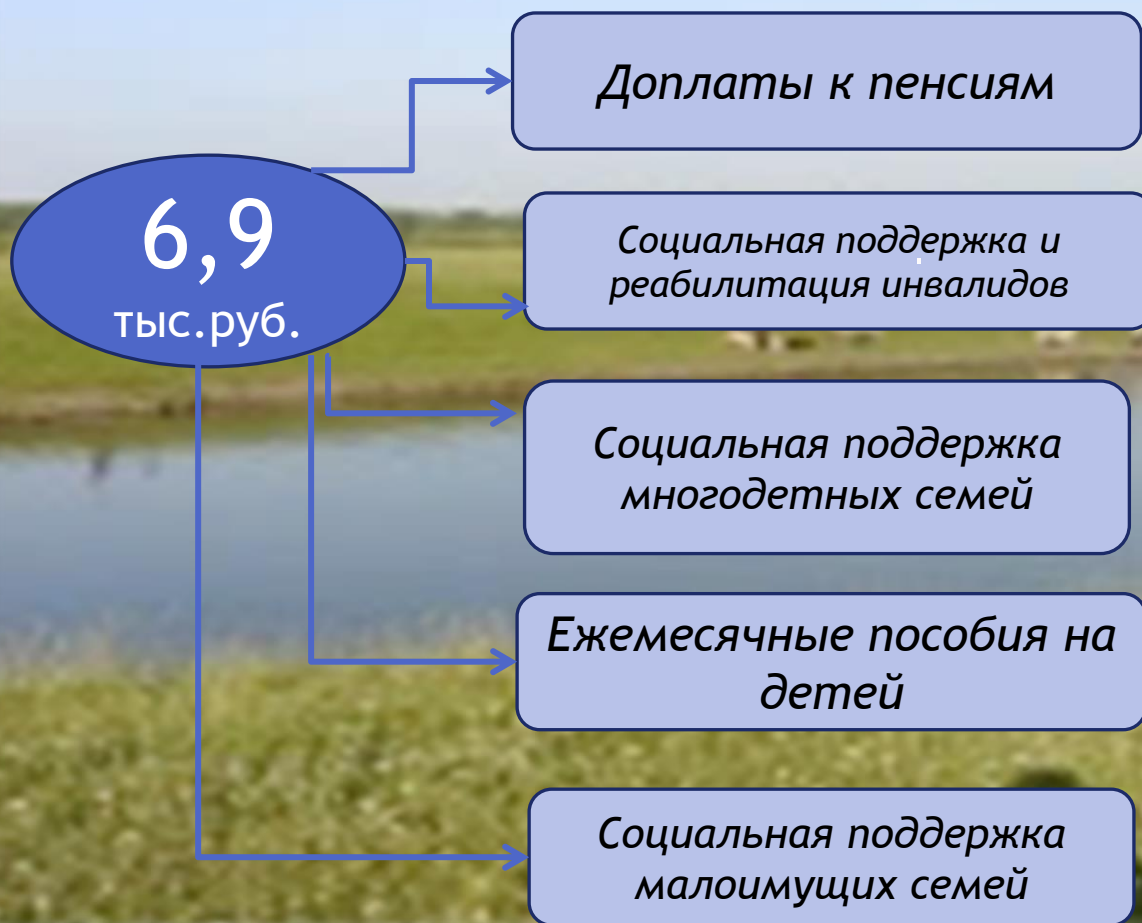 Доплаты к пенсиям
6,9
тыс.руб.
Социальная поддержка и
реабилитация инвалидов
Социальная поддержка
многодетных семей
Ежемесячные пособия на
детей
Социальная поддержка
малоимущих семей